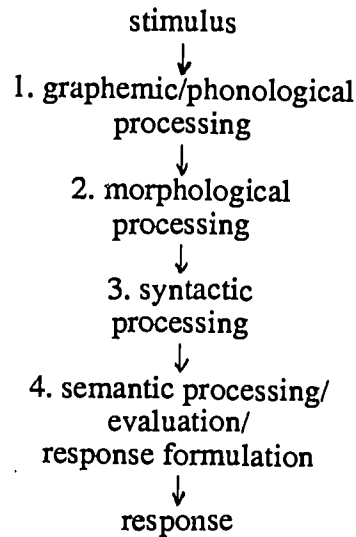 stimulus
1. graphemic/phonological
processing
2. morphological
processing
3. syntactic
processing
4. semantic processing/
evaluation/
response formulation
response